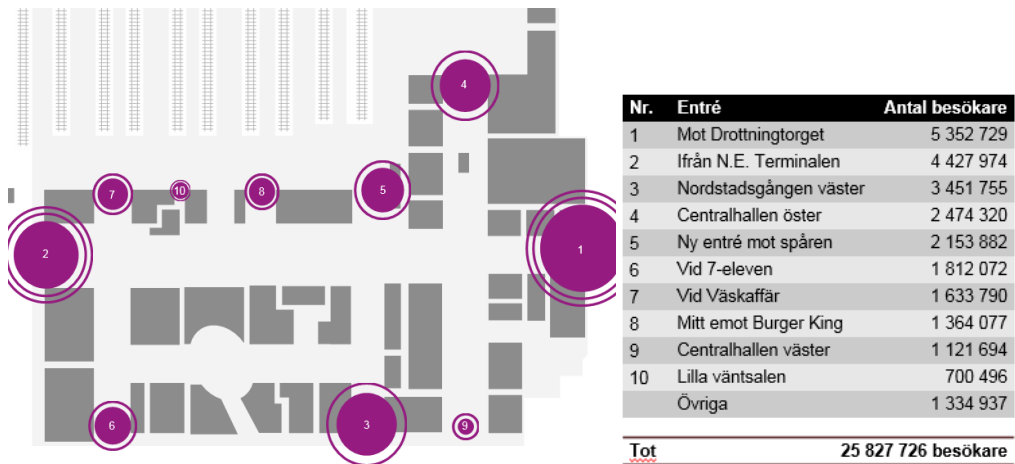 4
7
10
8
5
2
1
6
3
9
Nr. Entré Antal besökare
1 Mot Drottningtorget 5 352 729
2 Ifrån N.E. Terminalen 4 427 974
3 Nordstadsgången väster 3 451 755
4 Centralhallen öster 2 474 320
5 Ny entré mot spåren 2 153 882
6 Vid 7-eleven 1 812 072
7 Vid Väskaffär 1 633 790
8 Mitt emot Burger King 1 364 077
9 Centralhallen väster 1 121 694
10 Lilla väntsalen 700 496
Övriga 1 334 937
Tot 25 827 726 besökare